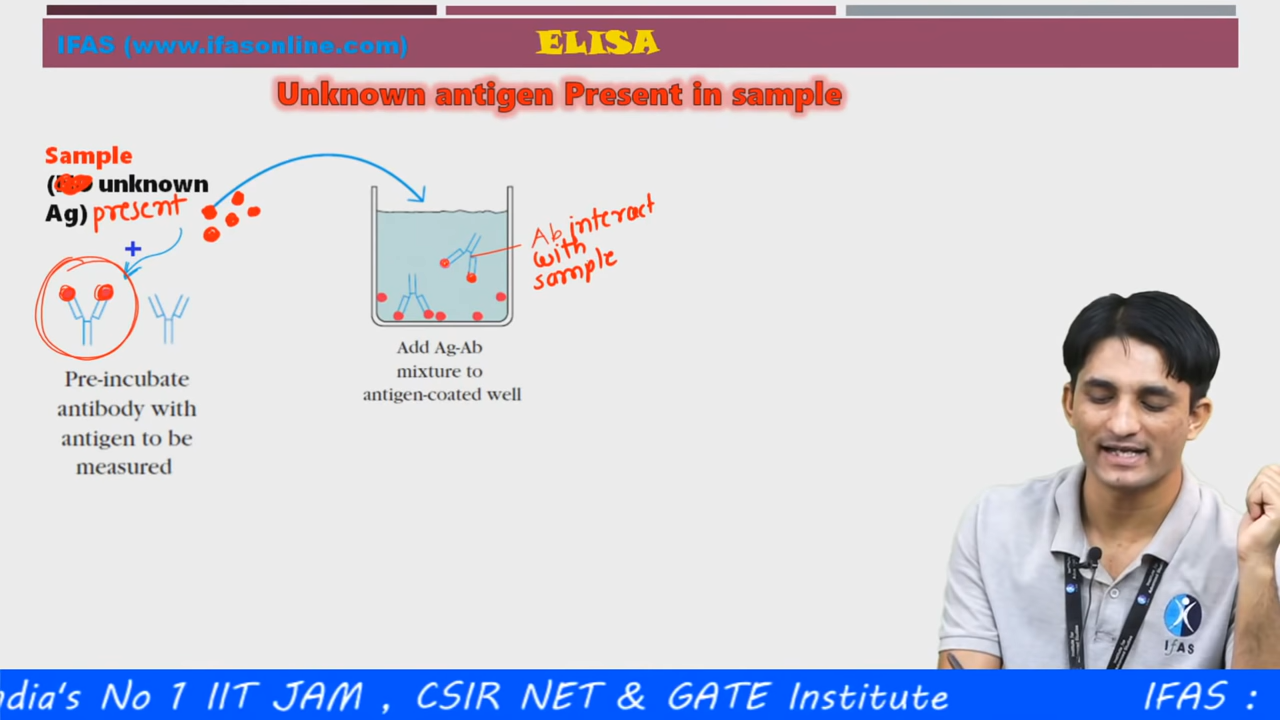 IFAS (www.ifasonline.com)
ELISA
Unknown antigen Present in sample
Sample
( unknown
Ag) present
+
Ab interact
with
sample
Pre-incubate
antibody with
antigen to be
measured
Add Ag-Ab
mixture to
antigen-coated well
IfAS
ndia's No 1 IIT JAM , CSIR NET & GATE Institute IFAS :